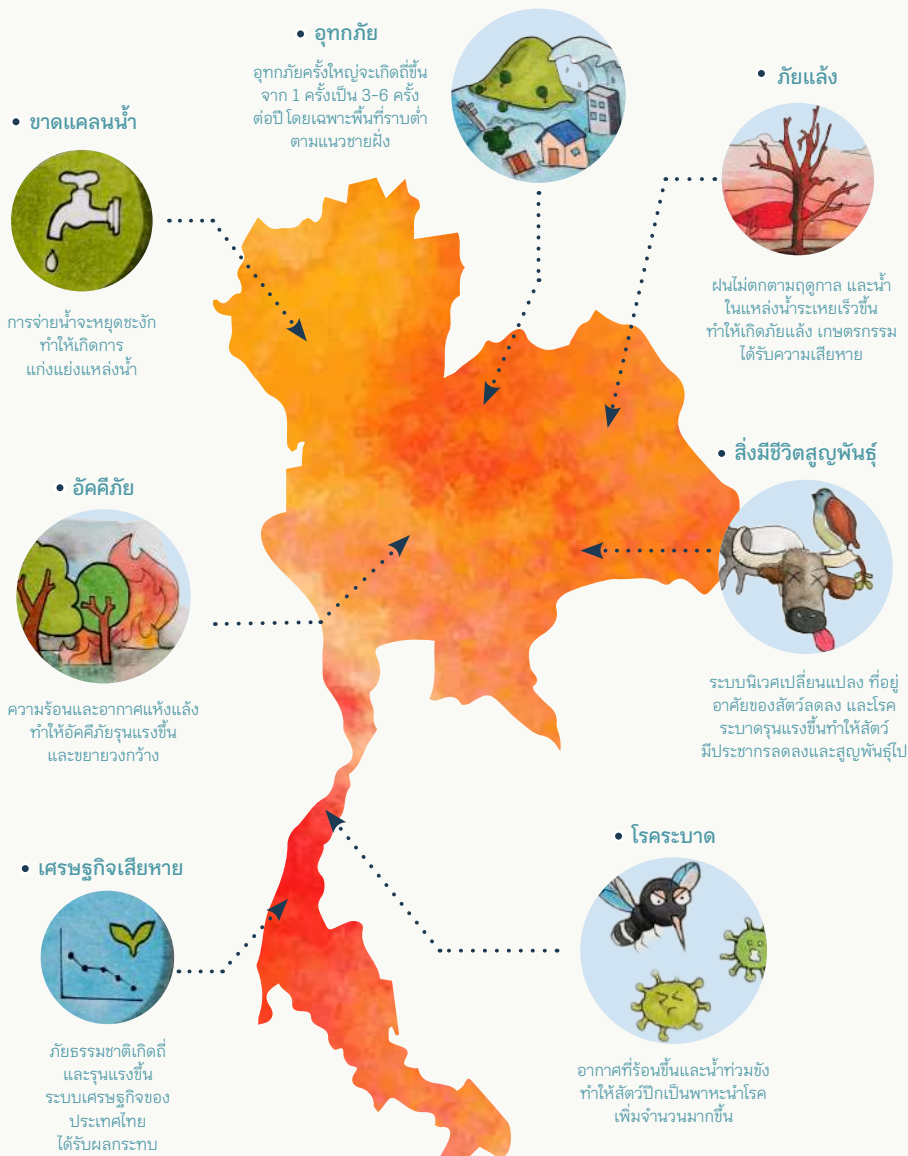 • อุทกภัย
อุทกภัยครั้งใหญ่จะเกิดถี่ขึ้น
จาก 1 ครั้งเป็น 3-6 ครั้ง
ต่อปี โดยเฉพาะพื้นที่ราบต่ำ
ตามแนวชายฝั่ง
• ภัยแล้ง
ฝนไม่ตกตามฤดูกาล และน้ำ
ในแหล่งน้ำระเหยเร็วขึ้น
ทำให้เกิดภัยแล้ง เกษตรกรรม
ได้รับความเสียหาย
• ขาดแคลนน้ำ
การจ่ายน้ำจะหยุดชะงัก
ทำให้เกิดการ
แก่งแย่งแหล่งน้ำ
• สิ่งมีชีวิตสูญพันธุ์
ระบบนิเวศเปลี่ยนแปลง ที่อยู่
อาศัยของสัตว์ลดลง และโรค
ระบาดรุนแรงขึ้นทำให้สัตว์
มีประชากรลดลงและสูญพันธุ์ไป
• อัคคีภัย
ความร้อนและอากาศแห้งแล้ง
ทำให้อัคคีภัยรุนแรงขึ้น
และขยายวงกว้าง
• โรคระบาด
อากาศที่ร้อนขึ้นและน้ำท่วมขัง
ทำให้สัตว์ปีกเป็นพาหะนำโรค
เพิ่มจำนวนมากขึ้น
• เศรษฐกิจเสียหาย
ภัยธรรมชาติเกิดถี่
และรุนแรงขึ้น
ระบบเศรษฐกิจของ
ประเทศไทย
ได้รับผลกระทบ